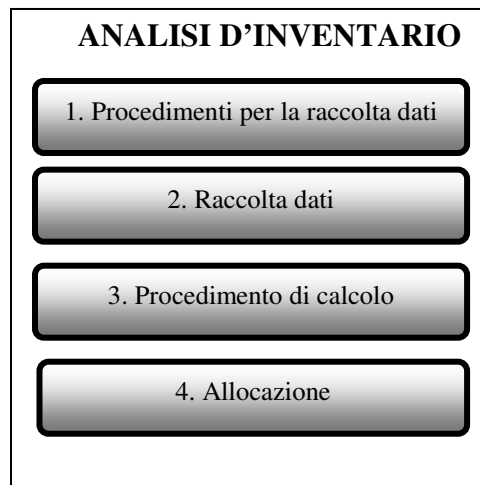 ANALISI D’INVENTARIO
1. Procedimenti per la raccolta dati
2. Raccolta dati
3. Procedimento di calcolo
4. Allocazione